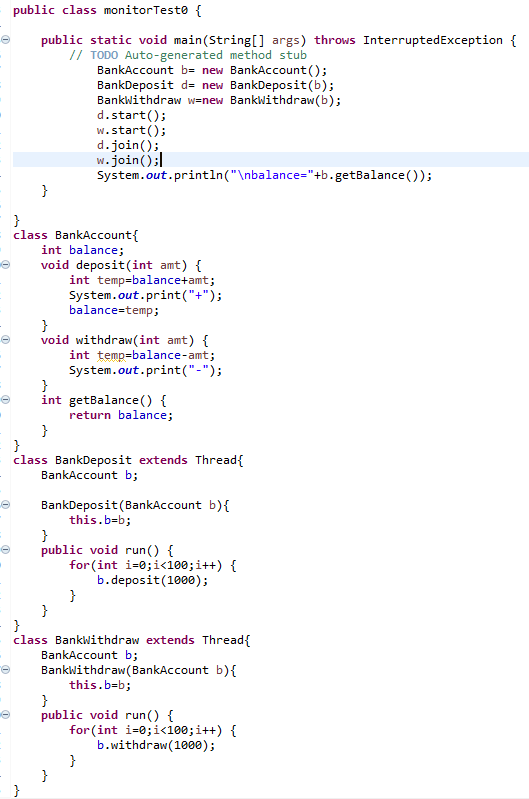 public class monitorTest0 {
public static void main(String[] args) throws InterruptedException {
// TODO Auto-generated method stub
BankAccount b= new BankAccount();
BankDeposit d= new BankDeposit(b);
BankWithdraw w=new BankWithdraw(b);
d.start();
w.start();
d.join();
w.join();
System.out.println("\nbalance="+b.getBalance());
}
}
class BankAccount{
int balance;
void deposit(int amt) {
int temp=balance+amt;
System.out.print("+");
balance=temp;
}
void withdraw(int amt) {
int temp=balance-amt;
System.out.print("-");
}
int getBalance() {
return balance;
}
}
class BankDeposit extends Thread{
BankAccount b;
BankDeposit(BankAccount b){
this.b=b;
}
public void run() {
for(int i=0;i<100;i++) {
b.deposit(1000);
}
}
}
class BankWithdraw extends Thread{
BankAccount b;
BankWithdraw(BankAccount b){
this.b=b;
}
public void run() {
for(int i=0;i<100;i++) {
b.withdraw(1000);
}
}
}